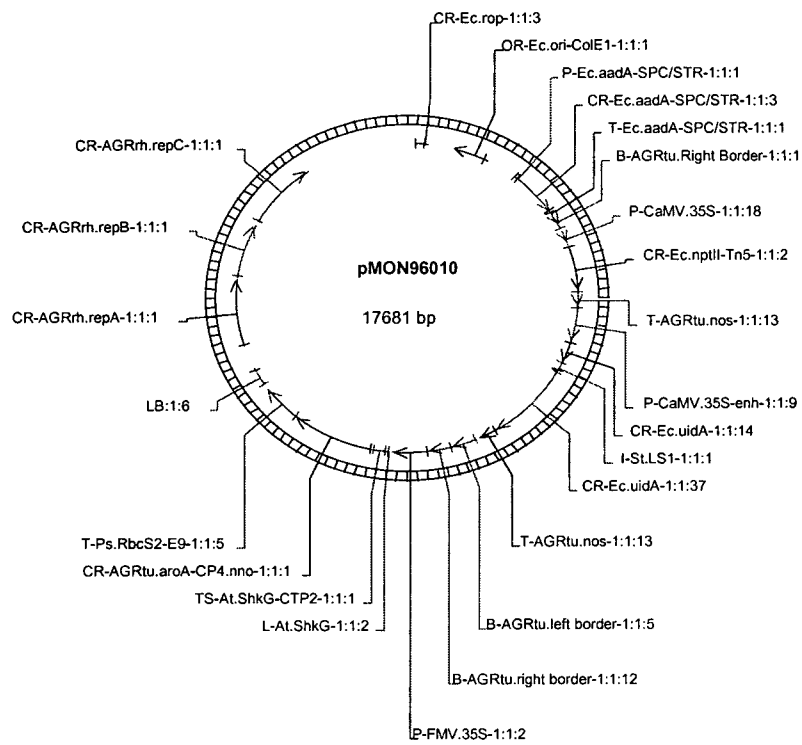 CR-Ec.rop-1:1:3
OR-Ec.ori-ColE1-1:1:1
P-Ec.aadA-SPC/STR-1:1:1
CR-Ec.aadA-SPC/STR-1:1:3
T-Ec.aadA-SPC/STR-1:1:1
B-AGRtu.Right Border-1:1:1
P-CaMV.35S-1:1:18
CR-Ec.nptII-Tn5-1:1:2
T-AGRtu.nos-1:1:13
P-CaMV.35S-enh-1:1:9
CR-Ec.uidA-1:1:14
I-St.LS1-1:1:1
CR-Ec.uidA-1:1:37
T-AGRtu.nos-1:1:13
B-AGRtu.left border-1:1:5
B-AGRtu.right border-1:1:12
P-FMV.35S-1:1:2
L-At.ShkG-1:1:2
TS-At.ShkG-CTP2-1:1:1
CR-AGRtu.aroA-CP4.nno-1:1:1
T-Ps.RbcS2-E9-1:1:5
LB:1:6
CR-AGRrh.repA-1:1:1
CR-AGRrh.repB-1:1:1
CR-AGRrh.repC-1:1:1
pMON96010
17681 bp